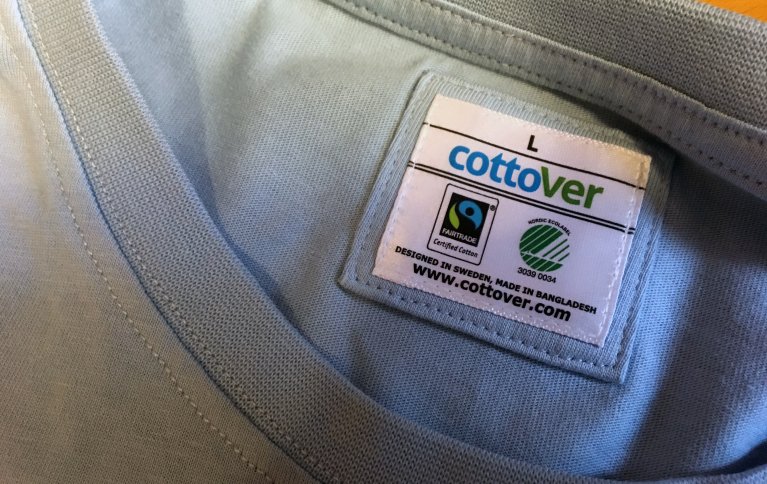 L
cottover
FAIRTRADE
®
Certified Cotton
NORDIC ECOLABEL
3039 0034
DESIGNED IN SWEDEN, MADE IN BANGLADESH
www.cottover.com